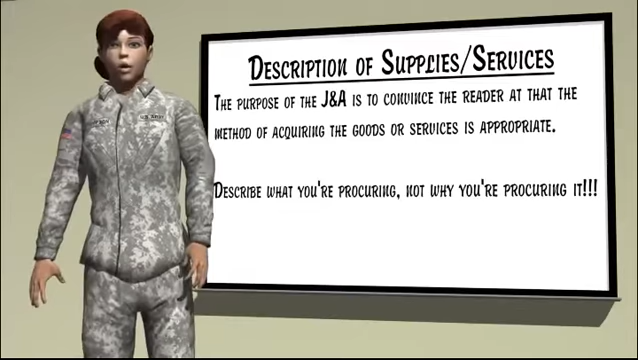 Description of Supplies/Services
The purpose of the J&A is to convince the reader at that the
method of acquiring the goods or services is appropriate.
Describe what you're procuring, not why you're procuring it!!!
U.S. ARMY